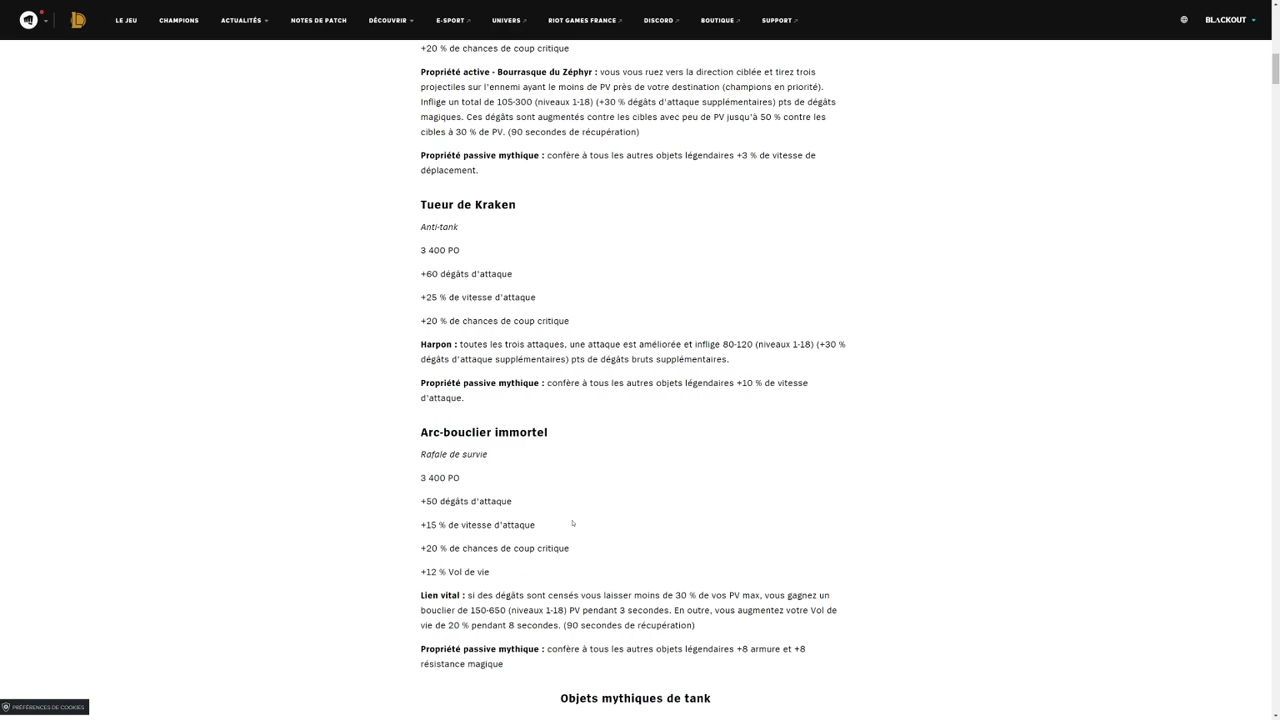 LE JEU CHAMPIONS ACTUALITÉS NOTES DE PATCH DÉCOUVRIR E-SPORT UNIVERS RIOT GAMES FRANCE DISCORD BOUTIQUE SUPPORT BLACKOUT
+20 % de chances de coup critique
Propriété active - Bourrasque du Zéphyr : vous vous ruez vers la direction ciblée et tirez trois
projectiles sur l'ennemi ayant le moins de PV près de votre destination (champions en priorité).
Inflige un total de 105-300 (niveaux 1-18) (+30 % dégâts d'attaque supplémentaires) pts de dégâts
magiques. Ces dégâts sont augmentés contre les cibles avec peu de PV jusqu'à 50 % contre les
cibles à 30 % de PV. (90 secondes de récupération)
Propriété passive mythique : confère à tous les autres objets légendaires +3 % de vitesse de
déplacement.
Tueur de Kraken
Anti-tank
3 400 PO
+60 dégâts d'attaque
+25 % de vitesse d'attaque
+20 % de chances de coup critique
Harpon : toutes les trois attaques, une attaque est améliorée et inflige 80-120 (niveaux 1-18) (+30 %
dégâts d'attaque supplémentaires) pts de dégâts bruts supplémentaires.
Propriété passive mythique : confère à tous les autres objets légendaires +10 % de vitesse
d'attaque.
Arc-bouclier immortel
Rafale de survie
3 400 PO
+50 dégâts d'attaque
+15 % de vitesse d'attaque
+20 % de chances de coup critique
+12 % Vol de vie
Lien vital : si des dégâts sont censés vous laisser moins de 30 % de vos PV max, vous gagnez un
bouclier de 150-650 (niveaux 1-18) PV pendant 3 secondes. En outre, vous augmentez votre Vol de
vie de 20 % pendant 8 secondes. (90 secondes de récupération)
Propriété passive mythique : confère à tous les autres objets légendaires +8 armure et +8
résistance magique
Objets mythiques de tank
PRÉFÉRENCES DE COOKIES